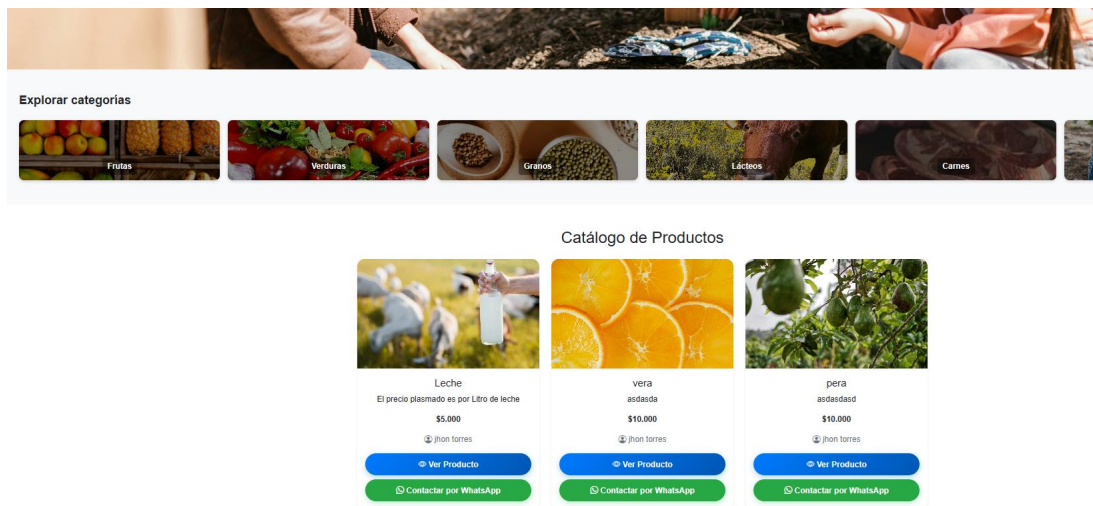 Explorar categorías
Frutas
Verduras
Granos
Lácteos
Carnes
Catálogo de Productos
Leche
El precio plasmado es por Litro de leche
$5.000
jhon torres
Ver Producto
Contactar por WhatsApp
vera
asdasda
$10.000
jhon torres
Ver Producto
Contactar por WhatsApp
pera
asdasdasd
$10.000
jhon torres
Ver Producto
Contactar por WhatsApp